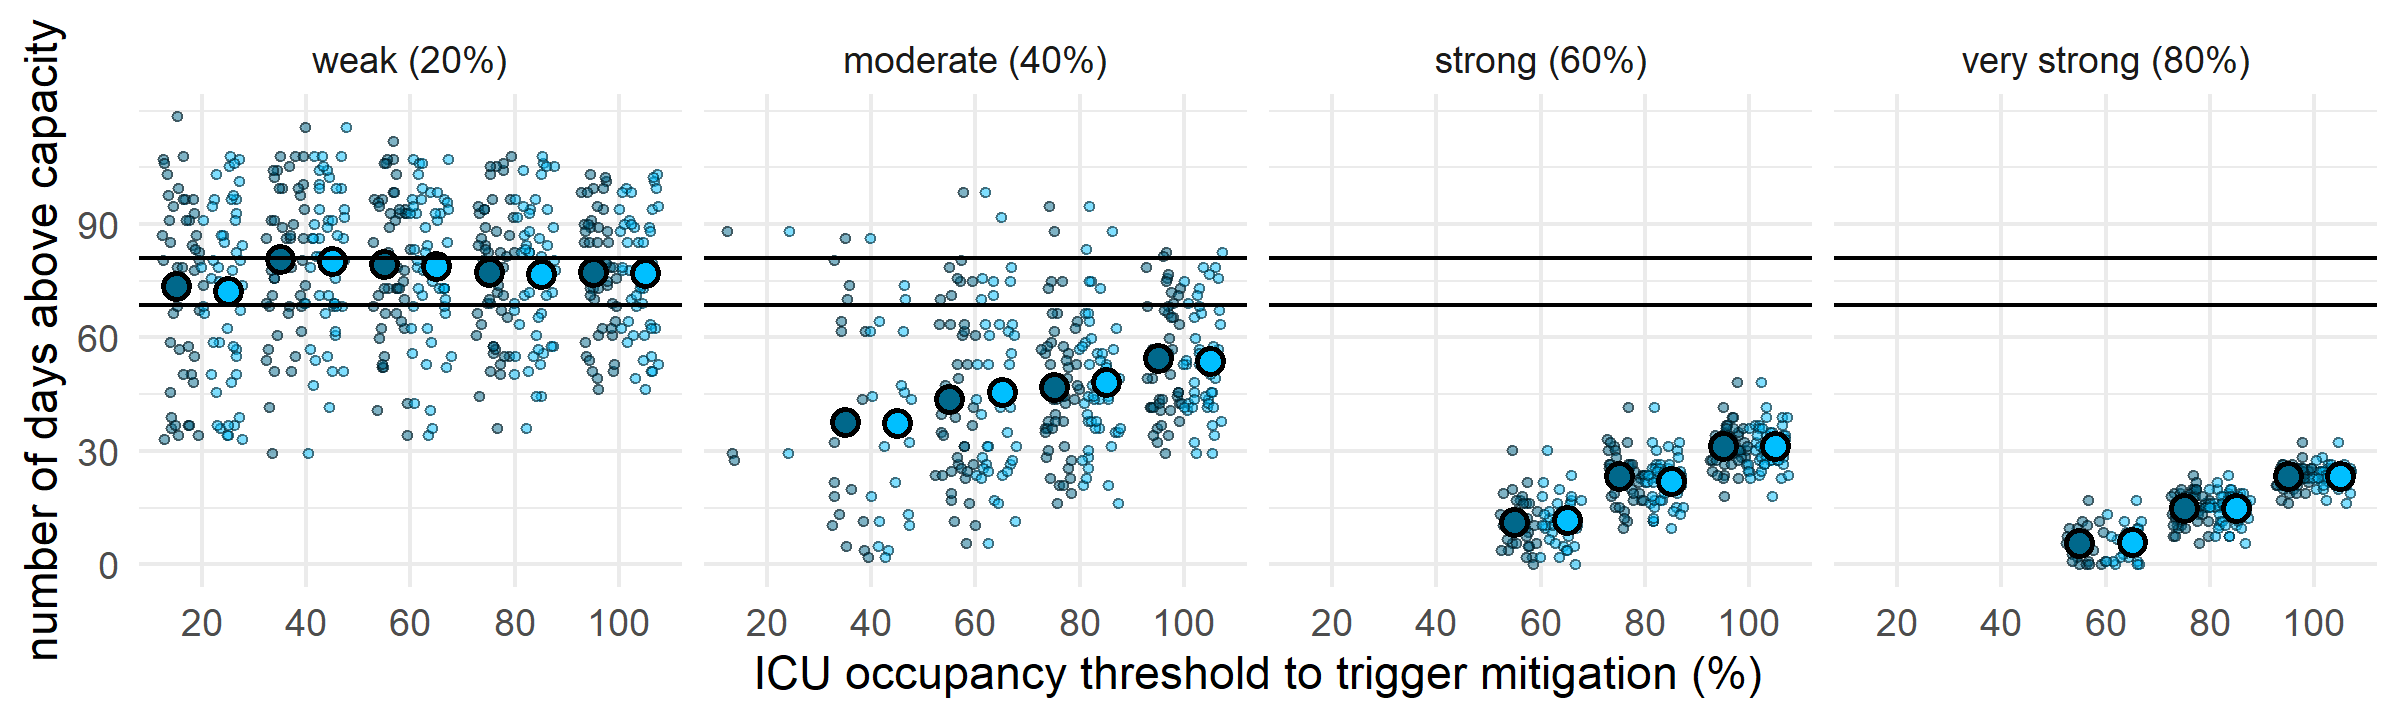 weak (20%) moderate (40%) strong (60%) very strong (80%)
number of days above capacity
90
60
30
0
20 40 60 80 100 20 40 60 80 100 20 40 60 80 100 20 40 60 80 100
ICU occupancy threshold to trigger mitigation (%)